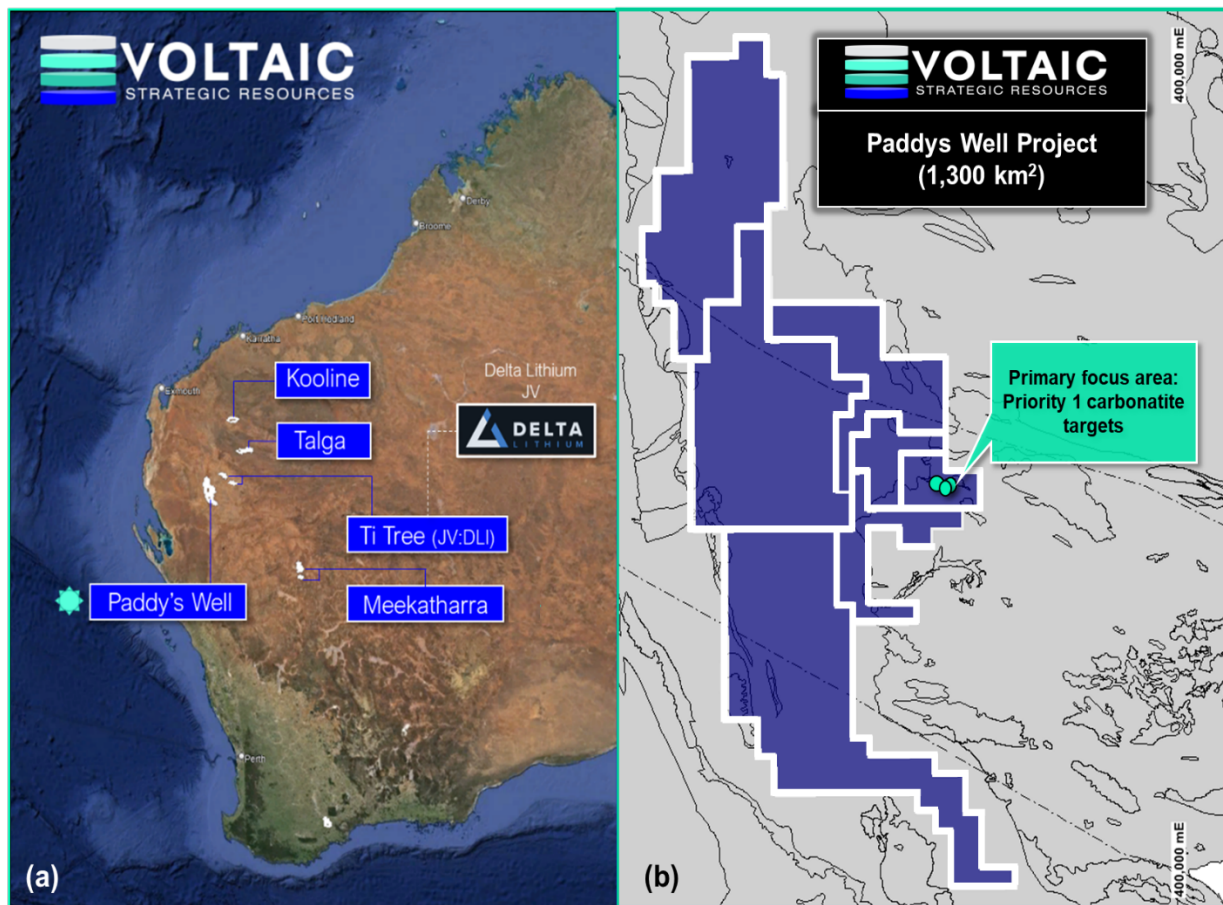 VOLTAIC
STRATEGIC RESOURCES
Derby
Broome
Port Hedland
Karratha
Exmouth
Kooline
Delta Lithium
JV
DELTA
LITHIUM
Talga
Ti Tree (JV:DLI)
Paddy's Well
Meekatharra
Perth
(a)
VOLTAIC
STRATEGIC RESOURCES
Paddys Well Project
(1,300 km²)
400,000 mE
Primary focus area:
Priority 1 carbonatite
targets
400,000 mE
(b)